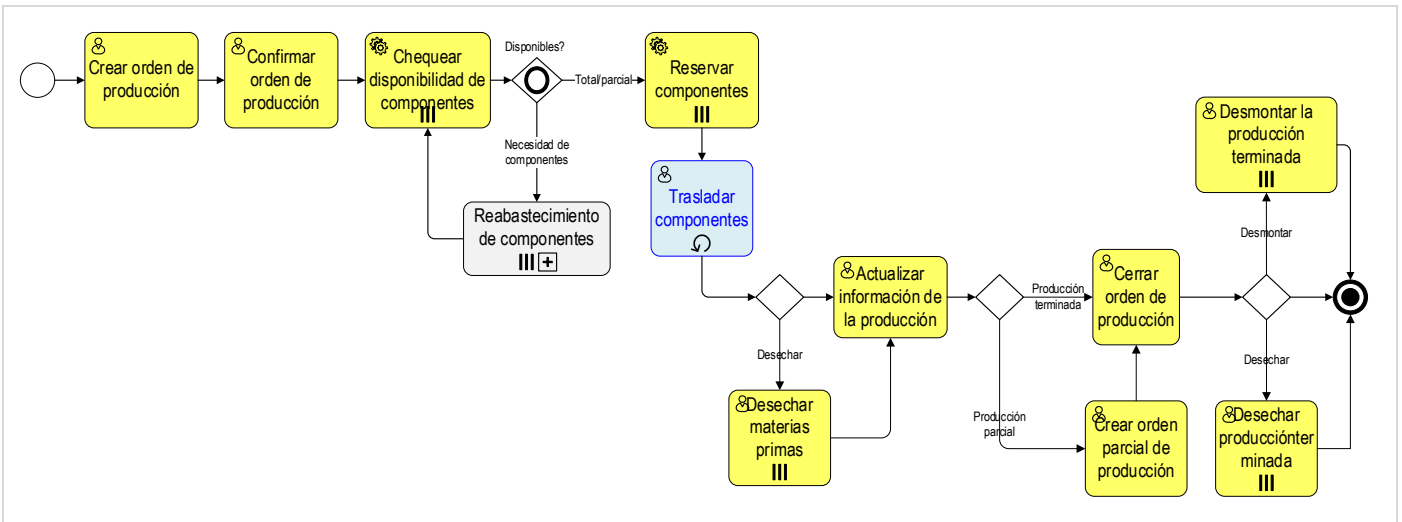 Crear orden de
producción
Confirmar
orden de
producción
Chequear
disponibilidad de
componentes
Disponibles?
Total/parcial
Necesidad de
componentes
Reabastecimiento
de componentes
Reservar
componentes
Trasladar
componentes
Desechar
Desechar
materias
primas
Actualizar
información de
la producción
Producción
terminada
Producción
parcial
Cerrar
orden de
producción
Crear orden
parcial de
producción
Desmontar
Desmontar la
producción
terminada
Desechar
Desechar
producciónter
minada